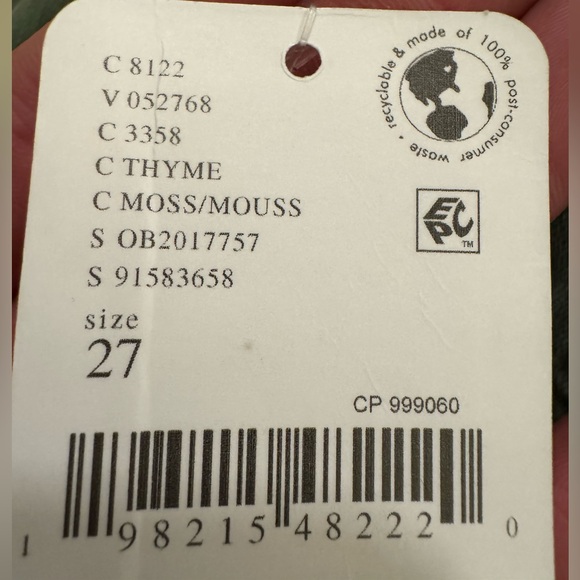 C 8122
V 052768
C 3358
C THYME
C MOSS/MOUSS
S OB2017757
S 91583658
size
27
recyclable & made of 100% post-consumer waste •
EPC
TM
CP 999060
1 98215 48222 0